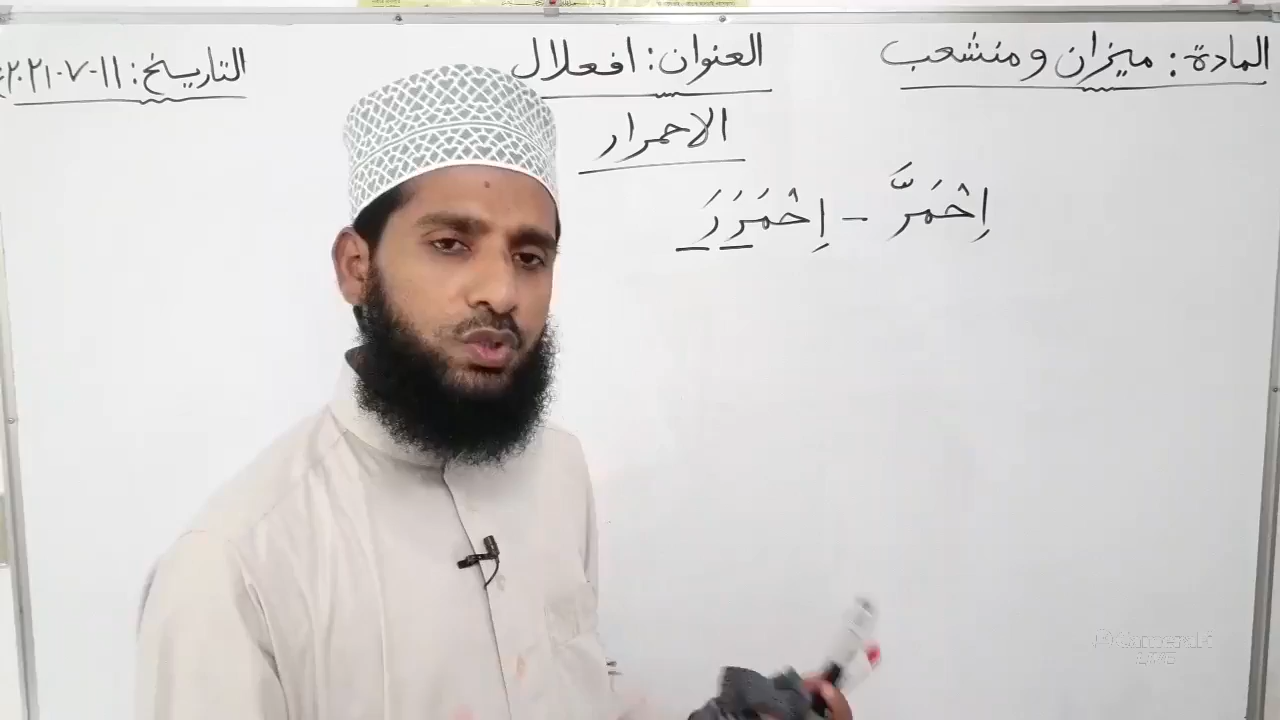 المادة: ميزان ومنشعب العنوان: افعلال التاريخ: ١١-٧-٢٠٢١
الاحمرار
اِحْمَرَّ - اِحْمَرَرَ